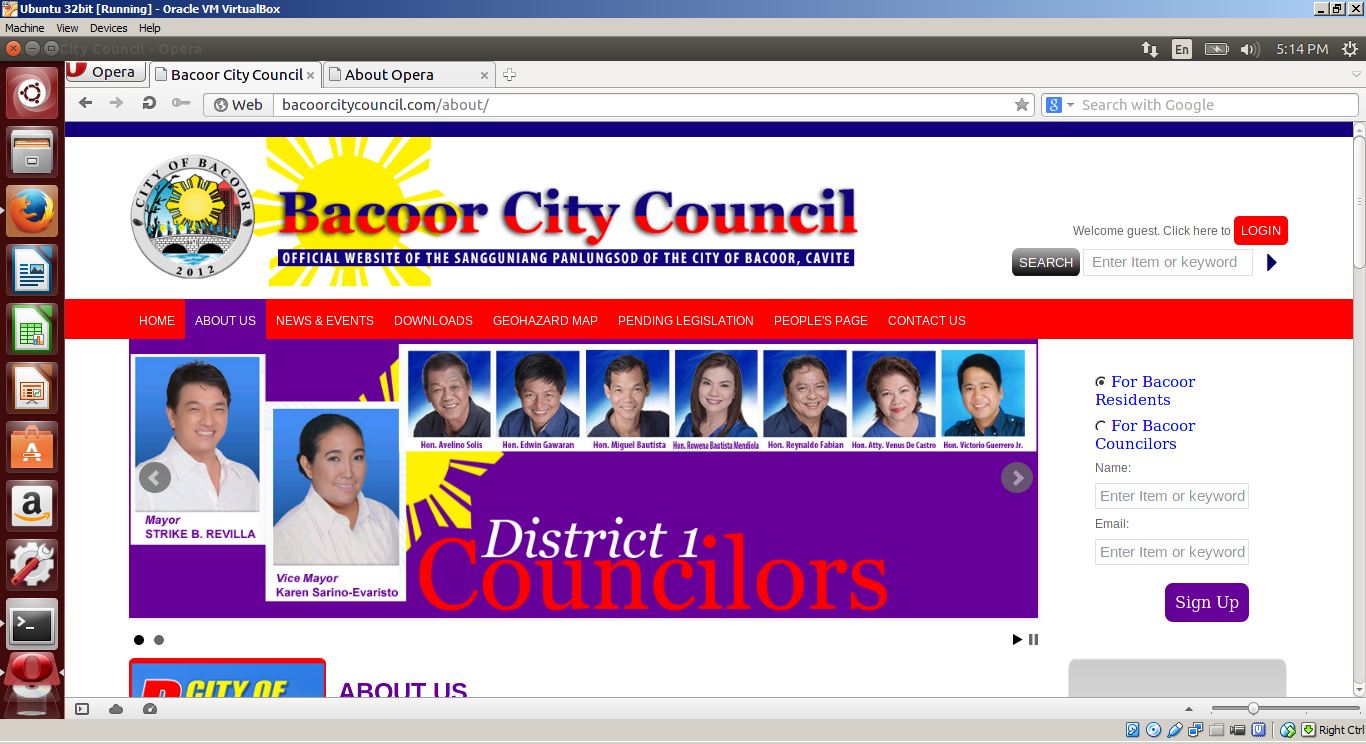 Ubuntu 32bit [Running] - Oracle VM VirtualBox
Machine View Devices Help
City Council - Opera
En
5:14 PM
Opera
Bacoor City Council
About Opera
Web
bacoorcitycouncil.com/about/
Search with Google
CITY OF BACOOR
2012
Bacoor City Council
OFFICIAL WEBSITE OF THE SANGGUNIANG PANLUNGSOD OF THE CITY OF BACOOR, CAVITE
Welcome guest. Click here to LOGIN
SEARCH Enter Item or keyword
HOME ABOUT US NEWS & EVENTS DOWNLOADS GEOHAZARD MAP PENDING LEGISLATION PEOPLE'S PAGE CONTACT US
Hon. Avelino Solis
Hon. Edwin Gawaran
Hon. Miguel Bautista
Hon. Rowena Bautista Mendiola
Hon. Reynaldo Fabian
Hon. Atty. Venus De Castro
Hon. Victorio Guerrero Jr.
Mayor
STRIKE B. REVILLA
Vice Mayor
Karen Sarino-Evaristo
District 1
Councilors
For Bacoor
Residents
For Bacoor
Councilors
Name:
Enter Item or keyword
Email:
Enter Item or keyword
Sign Up
CITY OF
ABOUT US
Right Ctrl